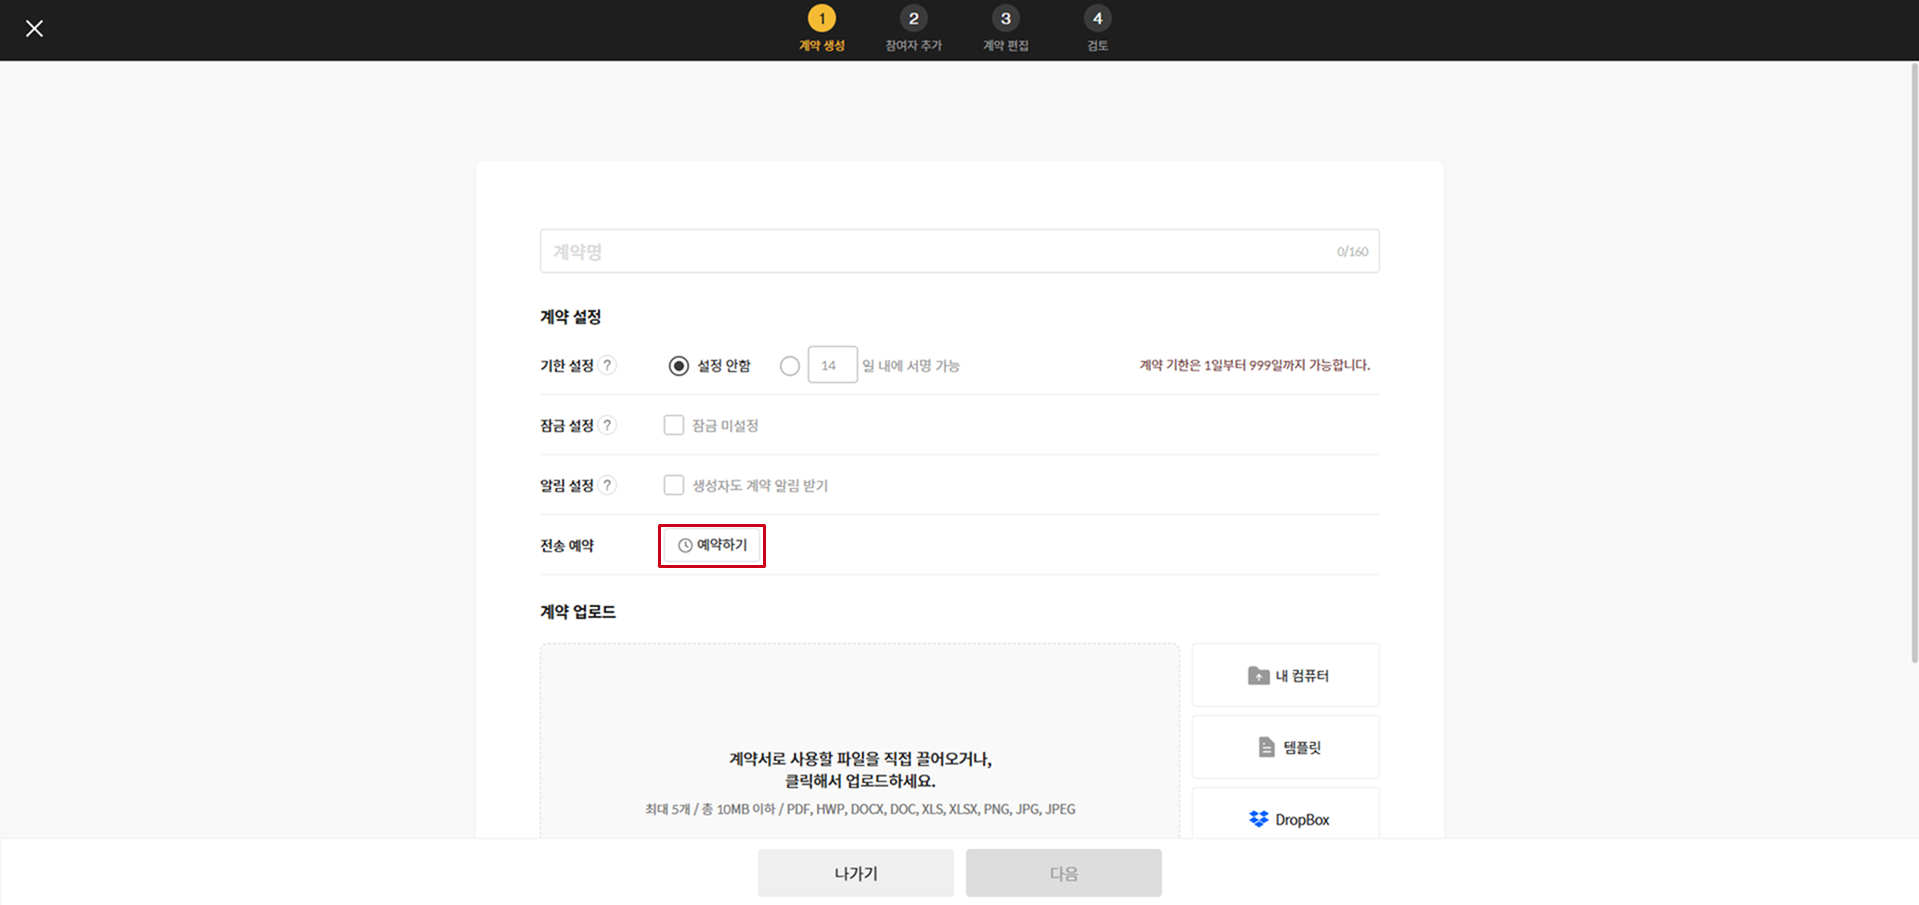 1 2 3 4
계약 생성 참여자 추가 계약 편집 검토
계약명 0/160
계약 설정
기한 설정 ? 설정 안함 14 일 내에 서명 가능 계약 기한은 1일부터 999일까지 가능합니다.
잠금 설정 ? 잠금 미설정
알림 설정 ? 생성자도 계약 알림 받기
전송 예약 예약하기
계약 업로드
내 컴퓨터
템플릿
계약서로 사용할 파일을 직접 끌어오거나,
클릭해서 업로드하세요.
최대 5개 / 총 10MB 이하 / PDF, HWP, DOCX, DOC, XLS, XLSX, PNG, JPG, JPEG
DropBox
나가기 다음